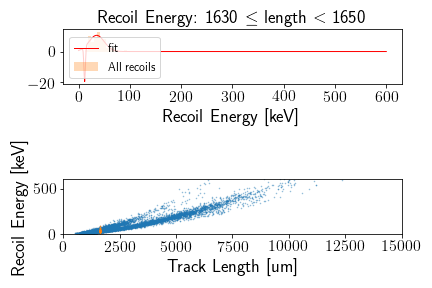 Recoil Energy: 1630 ≤ length < 1650
0
−20
fit
All recoils
0 100 200 300 400 500 600
Recoil Energy [keV]
Recoil Energy [keV]
500
0
0 2500 5000 7500 10000 12500 15000
Track Length [um]